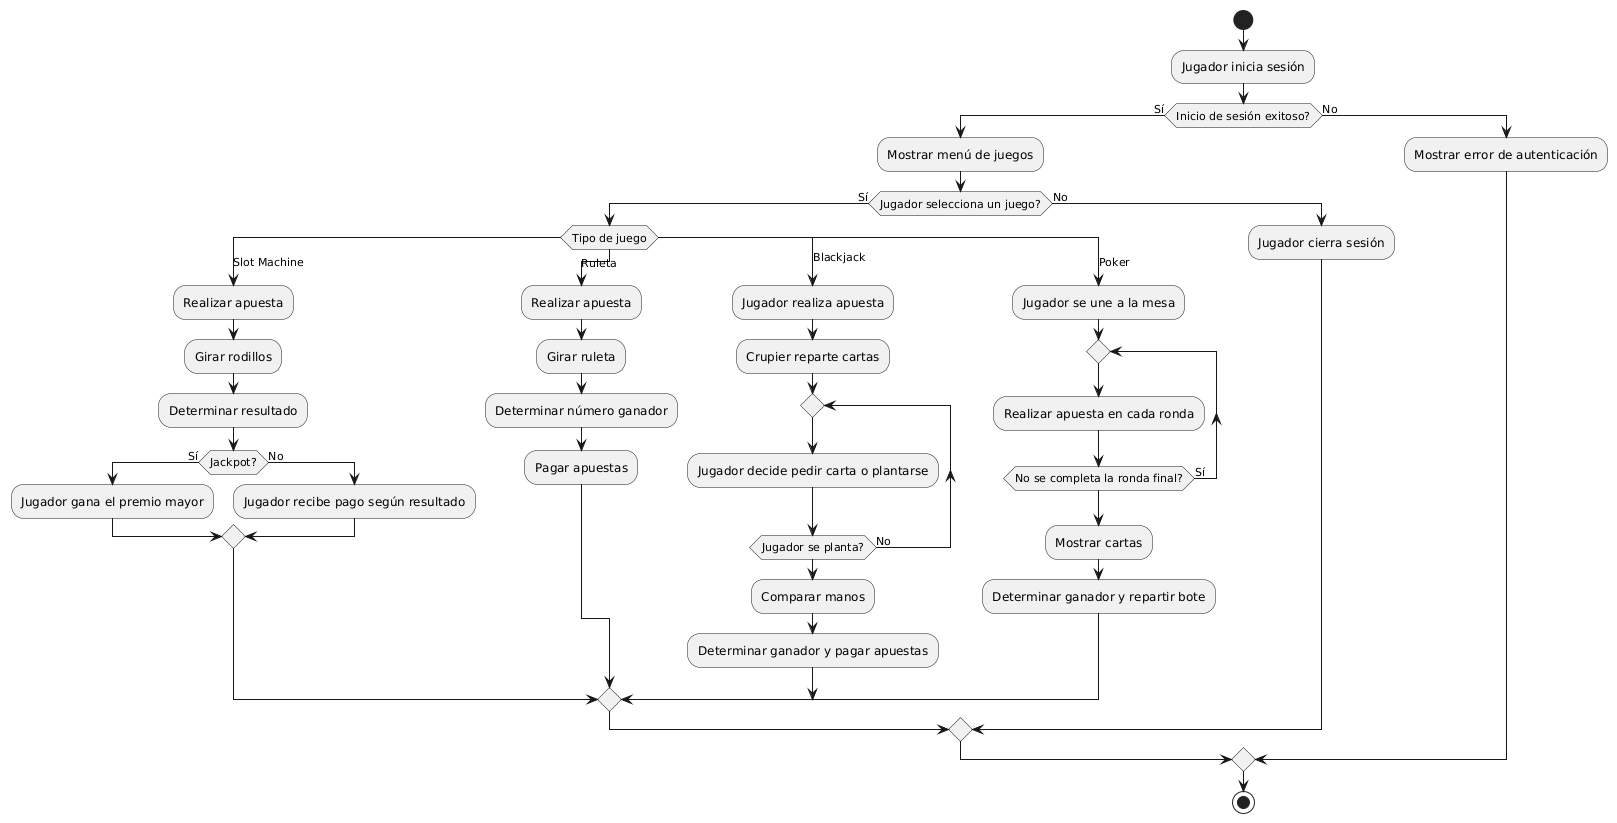 Jugador inicia sesión
Sí
Inicio de sesión exitoso?
No
Mostrar menú de juegos
Mostrar error de autenticación
Sí
Jugador selecciona un juego?
No
Tipo de juego
Jugador cierra sesión
Slot Machine
Realizar apuesta
Girar rodillos
Determinar resultado
Sí
Jackpot?
No
Jugador gana el premio mayor
Jugador recibe pago según resultado
Ruleta
Realizar apuesta
Girar ruleta
Determinar número ganador
Pagar apuestas
Blackjack
Jugador realiza apuesta
Crupier reparte cartas
Jugador decide pedir carta o plantarse
Jugador se planta?
No
Comparar manos
Determinar ganador y pagar apuestas
Poker
Jugador se une a la mesa
Realizar apuesta en cada ronda
No se completa la ronda final?
Sí
Mostrar cartas
Determinar ganador y repartir bote